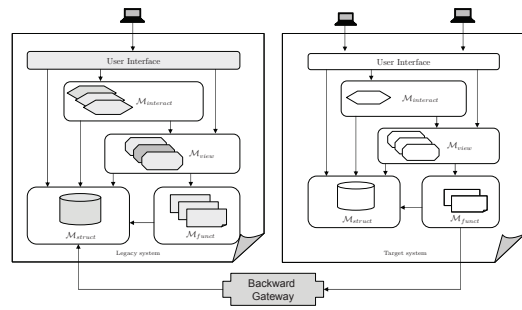 User Interface
M_interact
M_view
M_struct
M_funct
Legacy system
User Interface
M_interact
M_view
M_struct
M_funct
Target system
Backward
Gateway